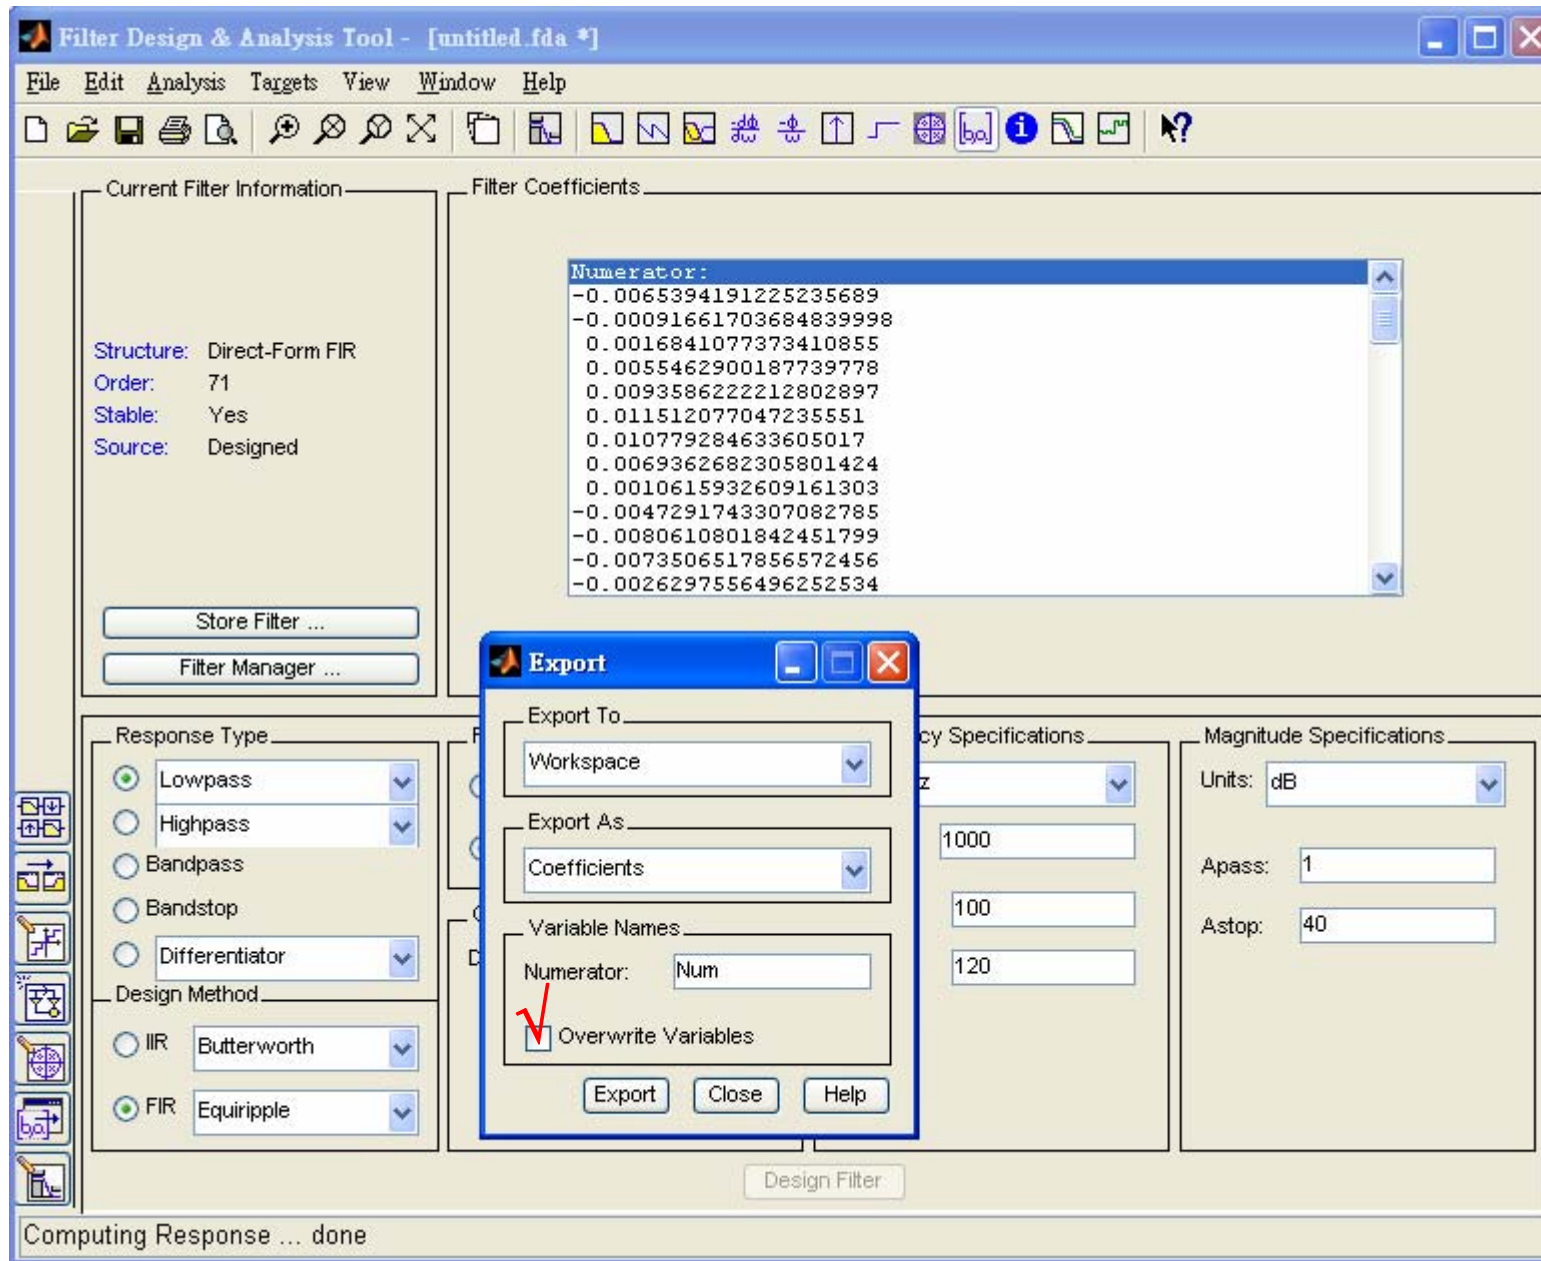 Filter Design & Analysis Tool - [untitled.fda *]
File Edit Analysis Targets View Window Help
Current Filter Information
Structure: Direct-Form FIR
Order: 71
Stable: Yes
Source: Designed
Store Filter ...
Filter Manager ...
Filter Coefficients
Numerator:
-0.0065394191225235689
-0.00091661703684839998
0.0016841077373410855
0.0055462900187739778
0.0093586222212802897
0.011512077047235551
0.010779284633605017
0.0069362682305801424
0.0010615932609161303
-0.0047291743307082785
-0.0080610801842451799
-0.0073506517856572456
-0.0026297556496252534
Response Type
Lowpass
Highpass
Bandpass
Bandstop
Differentiator
Design Method
IIR Butterworth
FIR Equiripple
Export
Export To
Workspace
Export As
Coefficients
Variable Names
Numerator: Num
Overwrite Variables
Export Close Help
cy Specifications
z
1000
100
120
Magnitude Specifications
Units: dB
Apass: 1
Astop: 40
Design Filter
Computing Response ... done